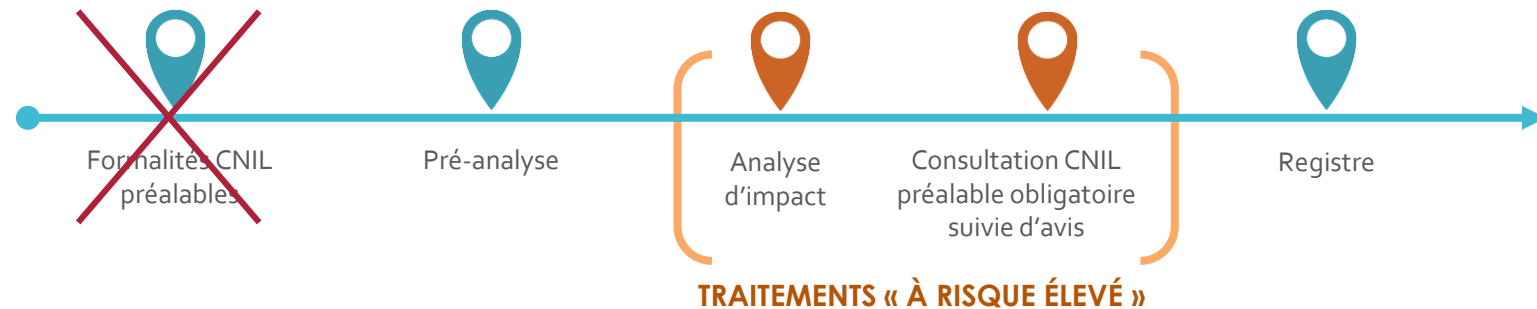 Formalités CNIL
préalables
Pré-analyse
Analyse
d'impact
Consultation CNIL
préalable obligatoire
suivie d'avis
Registre
TRAITEMENTS « À RISQUE ÉLEVÉ »